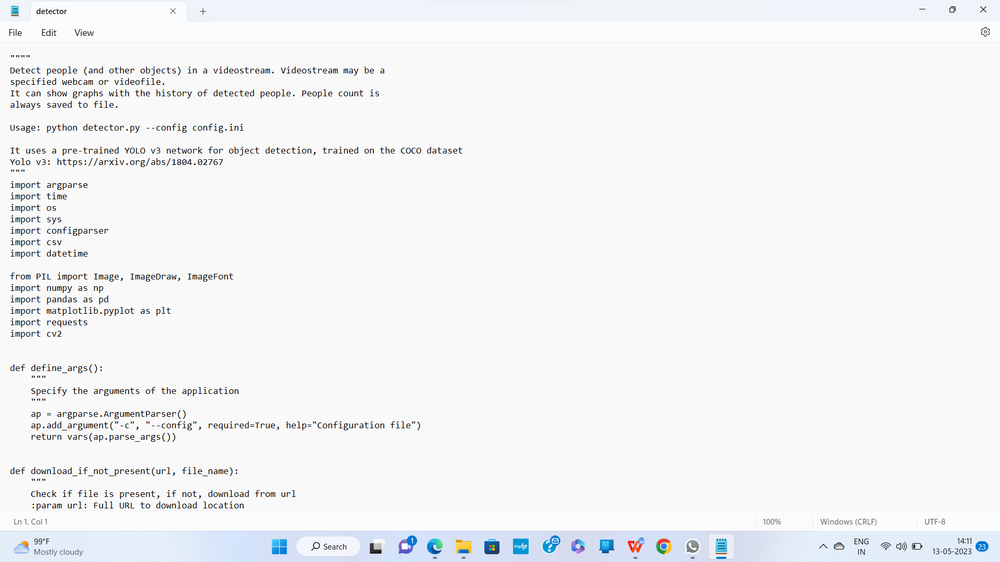 detector
File Edit View
""""
Detect people (and other objects) in a videostream. Videostream may be a
specified webcam or videofile.
It can show graphs with the history of detected people. People count is
always saved to file.
Usage: python detector.py --config config.ini
It uses a pre-trained YOLO v3 network for object detection, trained on the COCO dataset
Yolo v3: https://arxiv.org/abs/1804.02767
"""
import argparse
import time
import os
import sys
import configparser
import csv
import datetime
from PIL import Image, ImageDraw, ImageFont
import numpy as np
import pandas as pd
import matplotlib.pyplot as plt
import requests
import cv2
def define_args():
"""
Specify the arguments of the application
"""
ap = argparse.ArgumentParser()
ap.add_argument("-c", "--config", required=True, help="Configuration file")
return vars(ap.parse_args())
def download_if_not_present(url, file_name):
"""
Check if file is present, if not, download from url
:param url: Full URL to download location
Ln 1, Col 1 100% Windows (CRLF) UTF-8
99°F
Mostly cloudy
Search
1
myhp
ENG
IN
14:11
13-05-2023
23